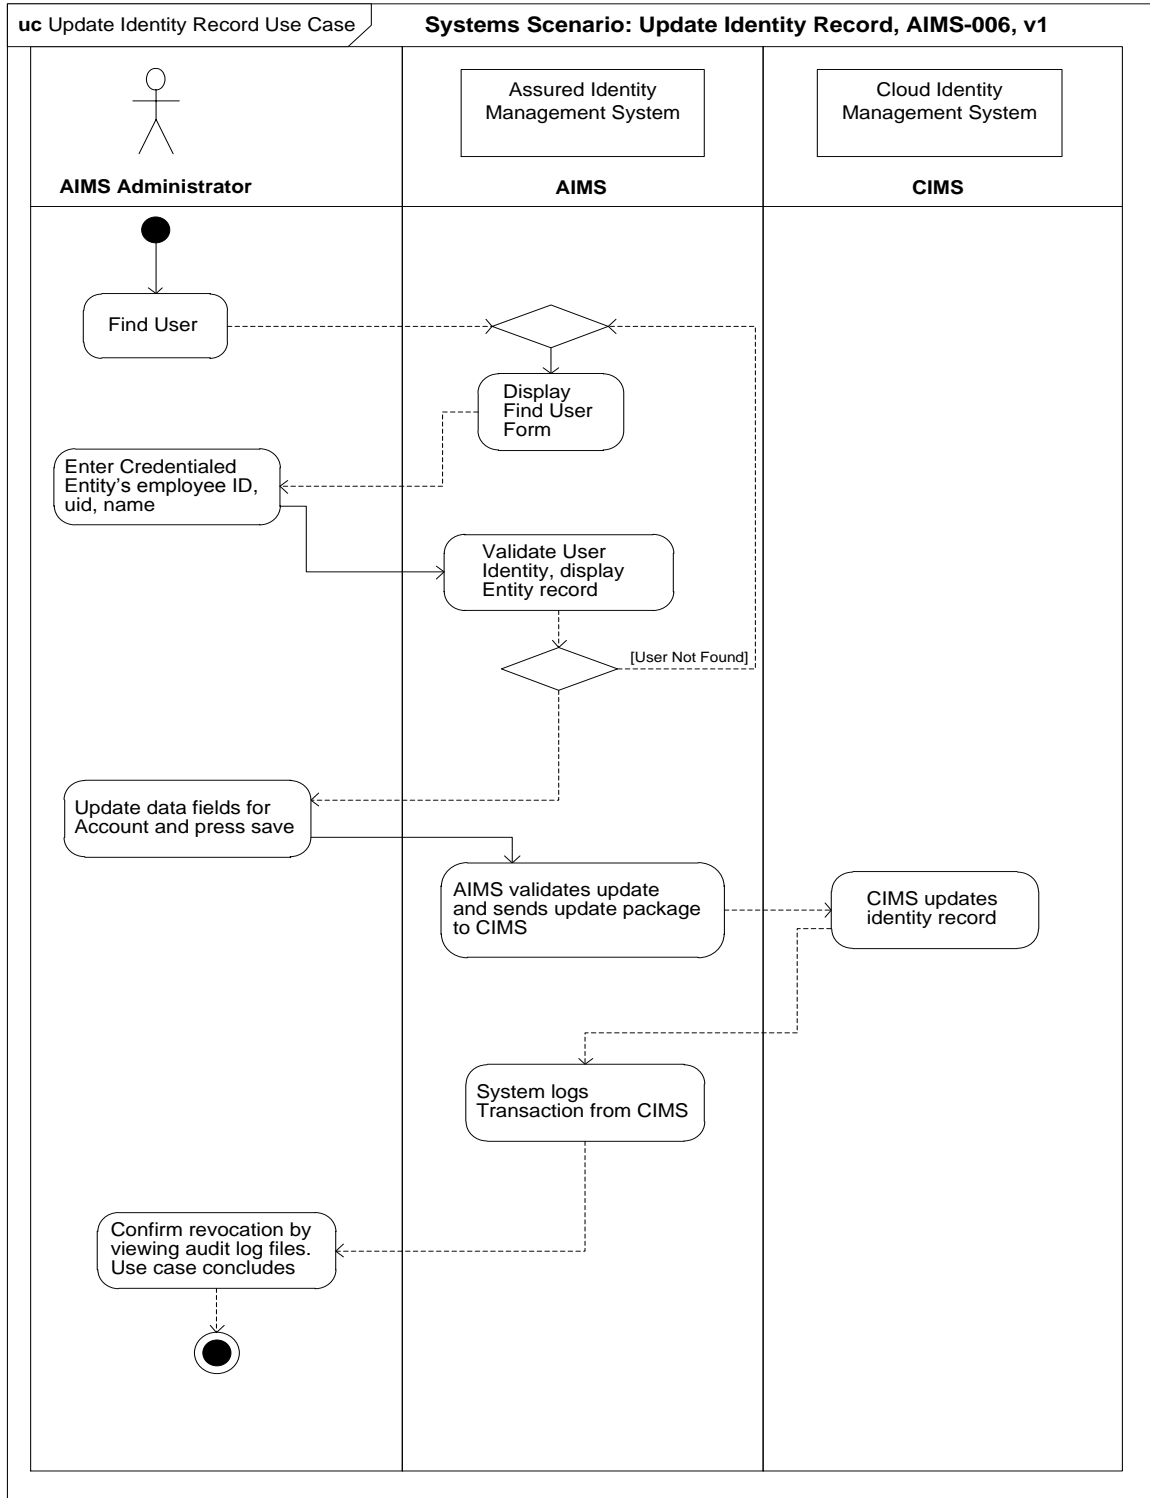 uc Update Identity Record Use Case
Systems Scenario: Update Identity Record, AIMS-006, v1
Assured Identity
Management System
Cloud Identity
Management System
AIMS Administrator
AIMS
CIMS
Find User
Display
Find User
Form
Enter Credentialed
Entity's employee ID,
uid, name
Validate User
Identity, display
Entity record
[User Not Found]
Update data fields for
Account and press save
AIMS validates update
and sends update package
to CIMS
CIMS updates
identity record
System logs
Transaction from CIMS
Confirm revocation by
viewing audit log files.
Use case concludes